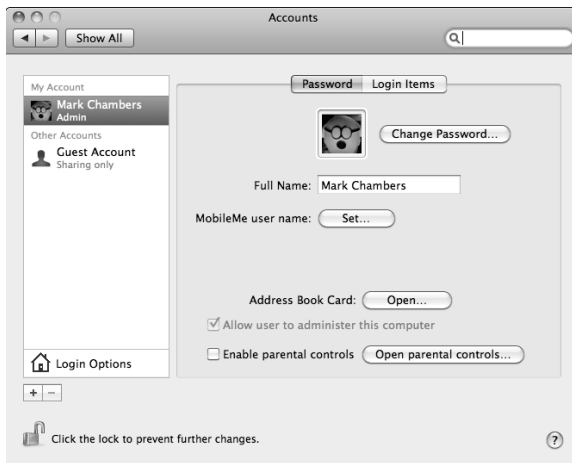 Accounts
Show All
My Account
Mark Chambers
Admin
Other Accounts
Guest Account
Sharing only
Login Options
+ −
Password Login Items
Change Password...
Full Name: Mark Chambers
MobileMe user name: Set...
Address Book Card: Open...
Allow user to administer this computer
Enable parental controls Open parental controls...
Click the lock to prevent further changes.
?